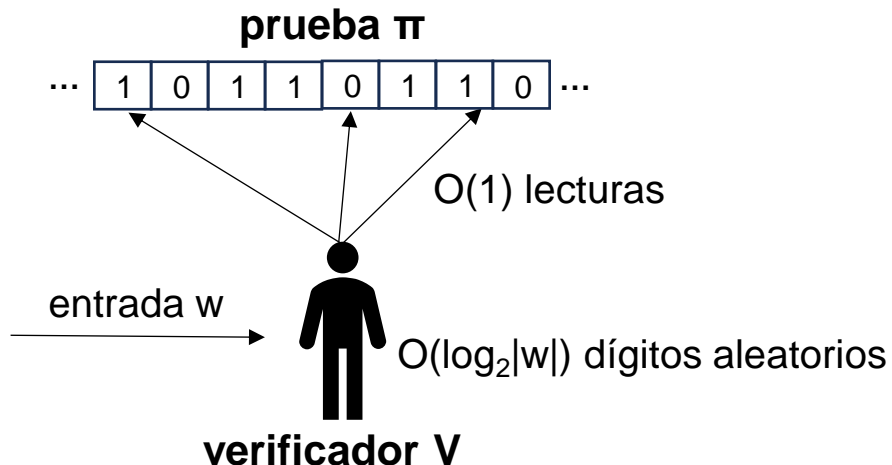 prueba π
... 1 0 1 1 0 1 1 0 ...
O(1) lecturas
entrada w
O(log₂|w|) dígitos aleatorios
verificador V